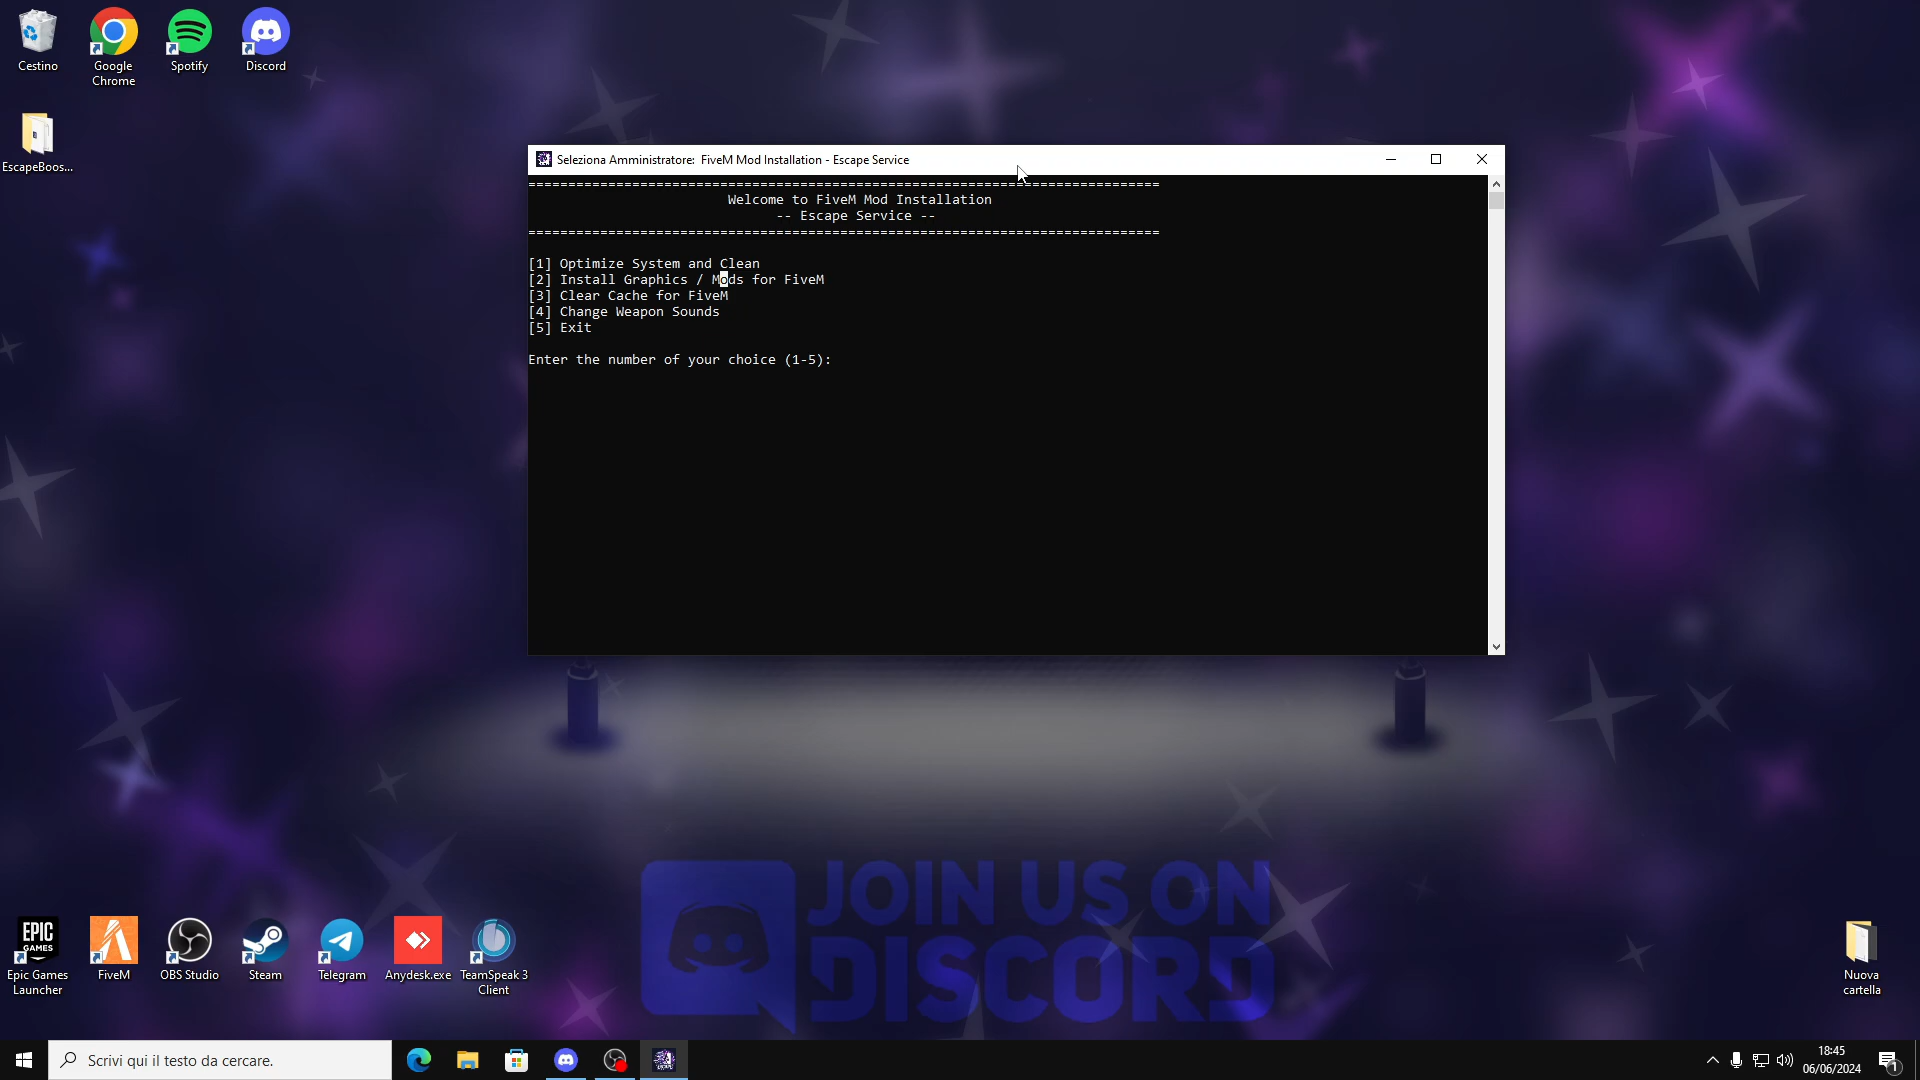 Cestino
Google
Chrome
Spotify
Discord
EscapeBoos...
Seleziona Amministratore: FiveM Mod Installation - Escape Service
===============================================================================
Welcome to FiveM Mod Installation
-- Escape Service --
===============================================================================
[1] Optimize System and Clean
[2] Install Graphics / Mods for FiveM
[3] Clear Cache for FiveM
[4] Change Weapon Sounds
[5] Exit
Enter the number of your choice (1-5):
JOIN US ON
DISCORD
EPIC
GAMES
Epic Games
Launcher
FiveM
OBS Studio
Steam
Telegram
Anydesk.exe
TeamSpeak 3
Client
Nuova
cartella
Scrivi qui il testo da cercare.
18:45
06/06/2024
1